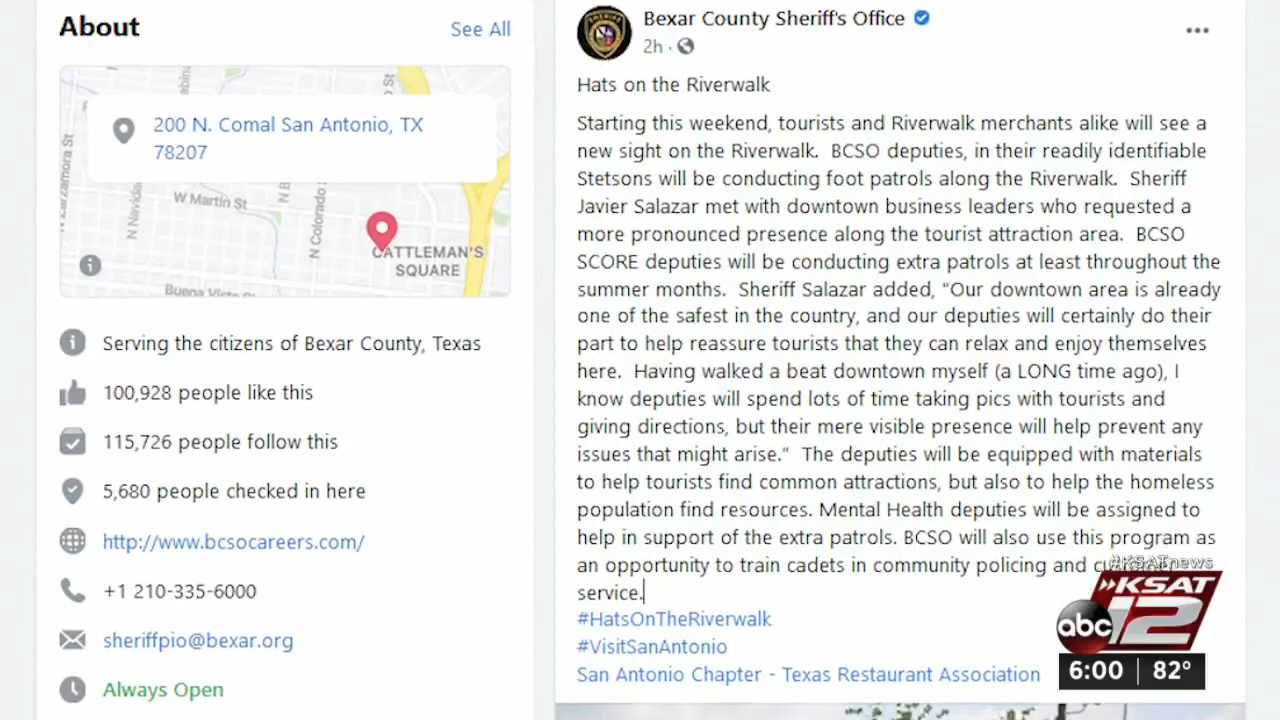 About
See All
200 N. Comal San Antonio, TX
78207
N Zarzamora St
W Martin St
N Colorado
CATTLEMAN'S
SQUARE
Buena Vista St
Serving the citizens of Bexar County, Texas
100,928 people like this
115,726 people follow this
5,680 people checked in here
http://www.bcsocareers.com/
+1 210-335-6000
sheriffpio@bexar.org
Always Open
SHERIFF
Bexar County Sheriff's Office
2h ·
Hats on the Riverwalk
Starting this weekend, tourists and Riverwalk merchants alike will see a
new sight on the Riverwalk. BCSO deputies, in their readily identifiable
Stetsons will be conducting foot patrols along the Riverwalk. Sheriff
Javier Salazar met with downtown business leaders who requested a
more pronounced presence along the tourist attraction area. BCSO
SCORE deputies will be conducting extra patrols at least throughout the
summer months. Sheriff Salazar added, “Our downtown area is already
one of the safest in the country, and our deputies will certainly do their
part to help reassure tourists that they can relax and enjoy themselves
here. Having walked a beat downtown myself (a LONG time ago), I
know deputies will spend lots of time taking pics with tourists and
giving directions, but their mere visible presence will help prevent any
issues that might arise.” The deputies will be equipped with materials
to help tourists find common attractions, but also to help the homeless
population find resources. Mental Health deputies will be assigned to
help in support of the extra patrols. BCSO will also use this program as
an opportunity to train cadets in community policing and
service.
#HatsOnTheRiverwalk
#VisitSanAntonio
San Antonio Chapter - Texas Restaurant Association
#KSATnews
KSAT
abc 12
6:00 82°